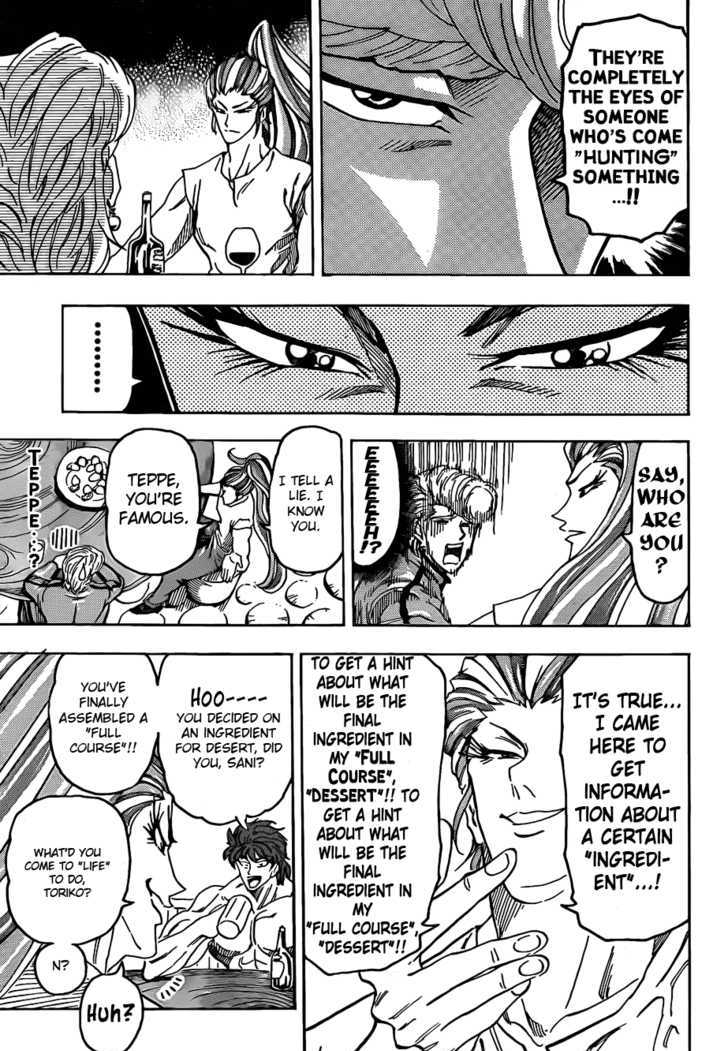 THEY'RE
COMPLETELY
THE EYES OF
SOMEONE
WHO'S COME
"HUNTING"
SOMETHING
...!!
.........
SAY,
WHO
ARE
YOU
?
EEEEEEH!?
I TELL A
LIE. I
KNOW
YOU.
TEPPE,
YOU'RE
FAMOUS.
TEPPE..?
IT'S TRUE...
I CAME
HERE TO
GET
INFORMA-
TION ABOUT
A CERTAIN
"INGREDI-
ENT"...!
TO GET A HINT
ABOUT WHAT
WILL BE THE
FINAL
INGREDIENT IN
MY "FULL
COURSE",
"DESSERT"!! TO
GET A HINT
ABOUT WHAT
WILL BE THE
FINAL
INGREDIENT IN
MY
"FULL COURSE",
"DESSERT"!!
HOO----
YOU DECIDED ON
AN INGREDIENT
FOR DESERT, DID
YOU, SANI?
YOU'VE
FINALLY
ASSEMBLED A
"FULL
COURSE"!!
WHAT'D YOU
COME TO "LIFE"
TO DO,
TORIKO?
N?
HUH?